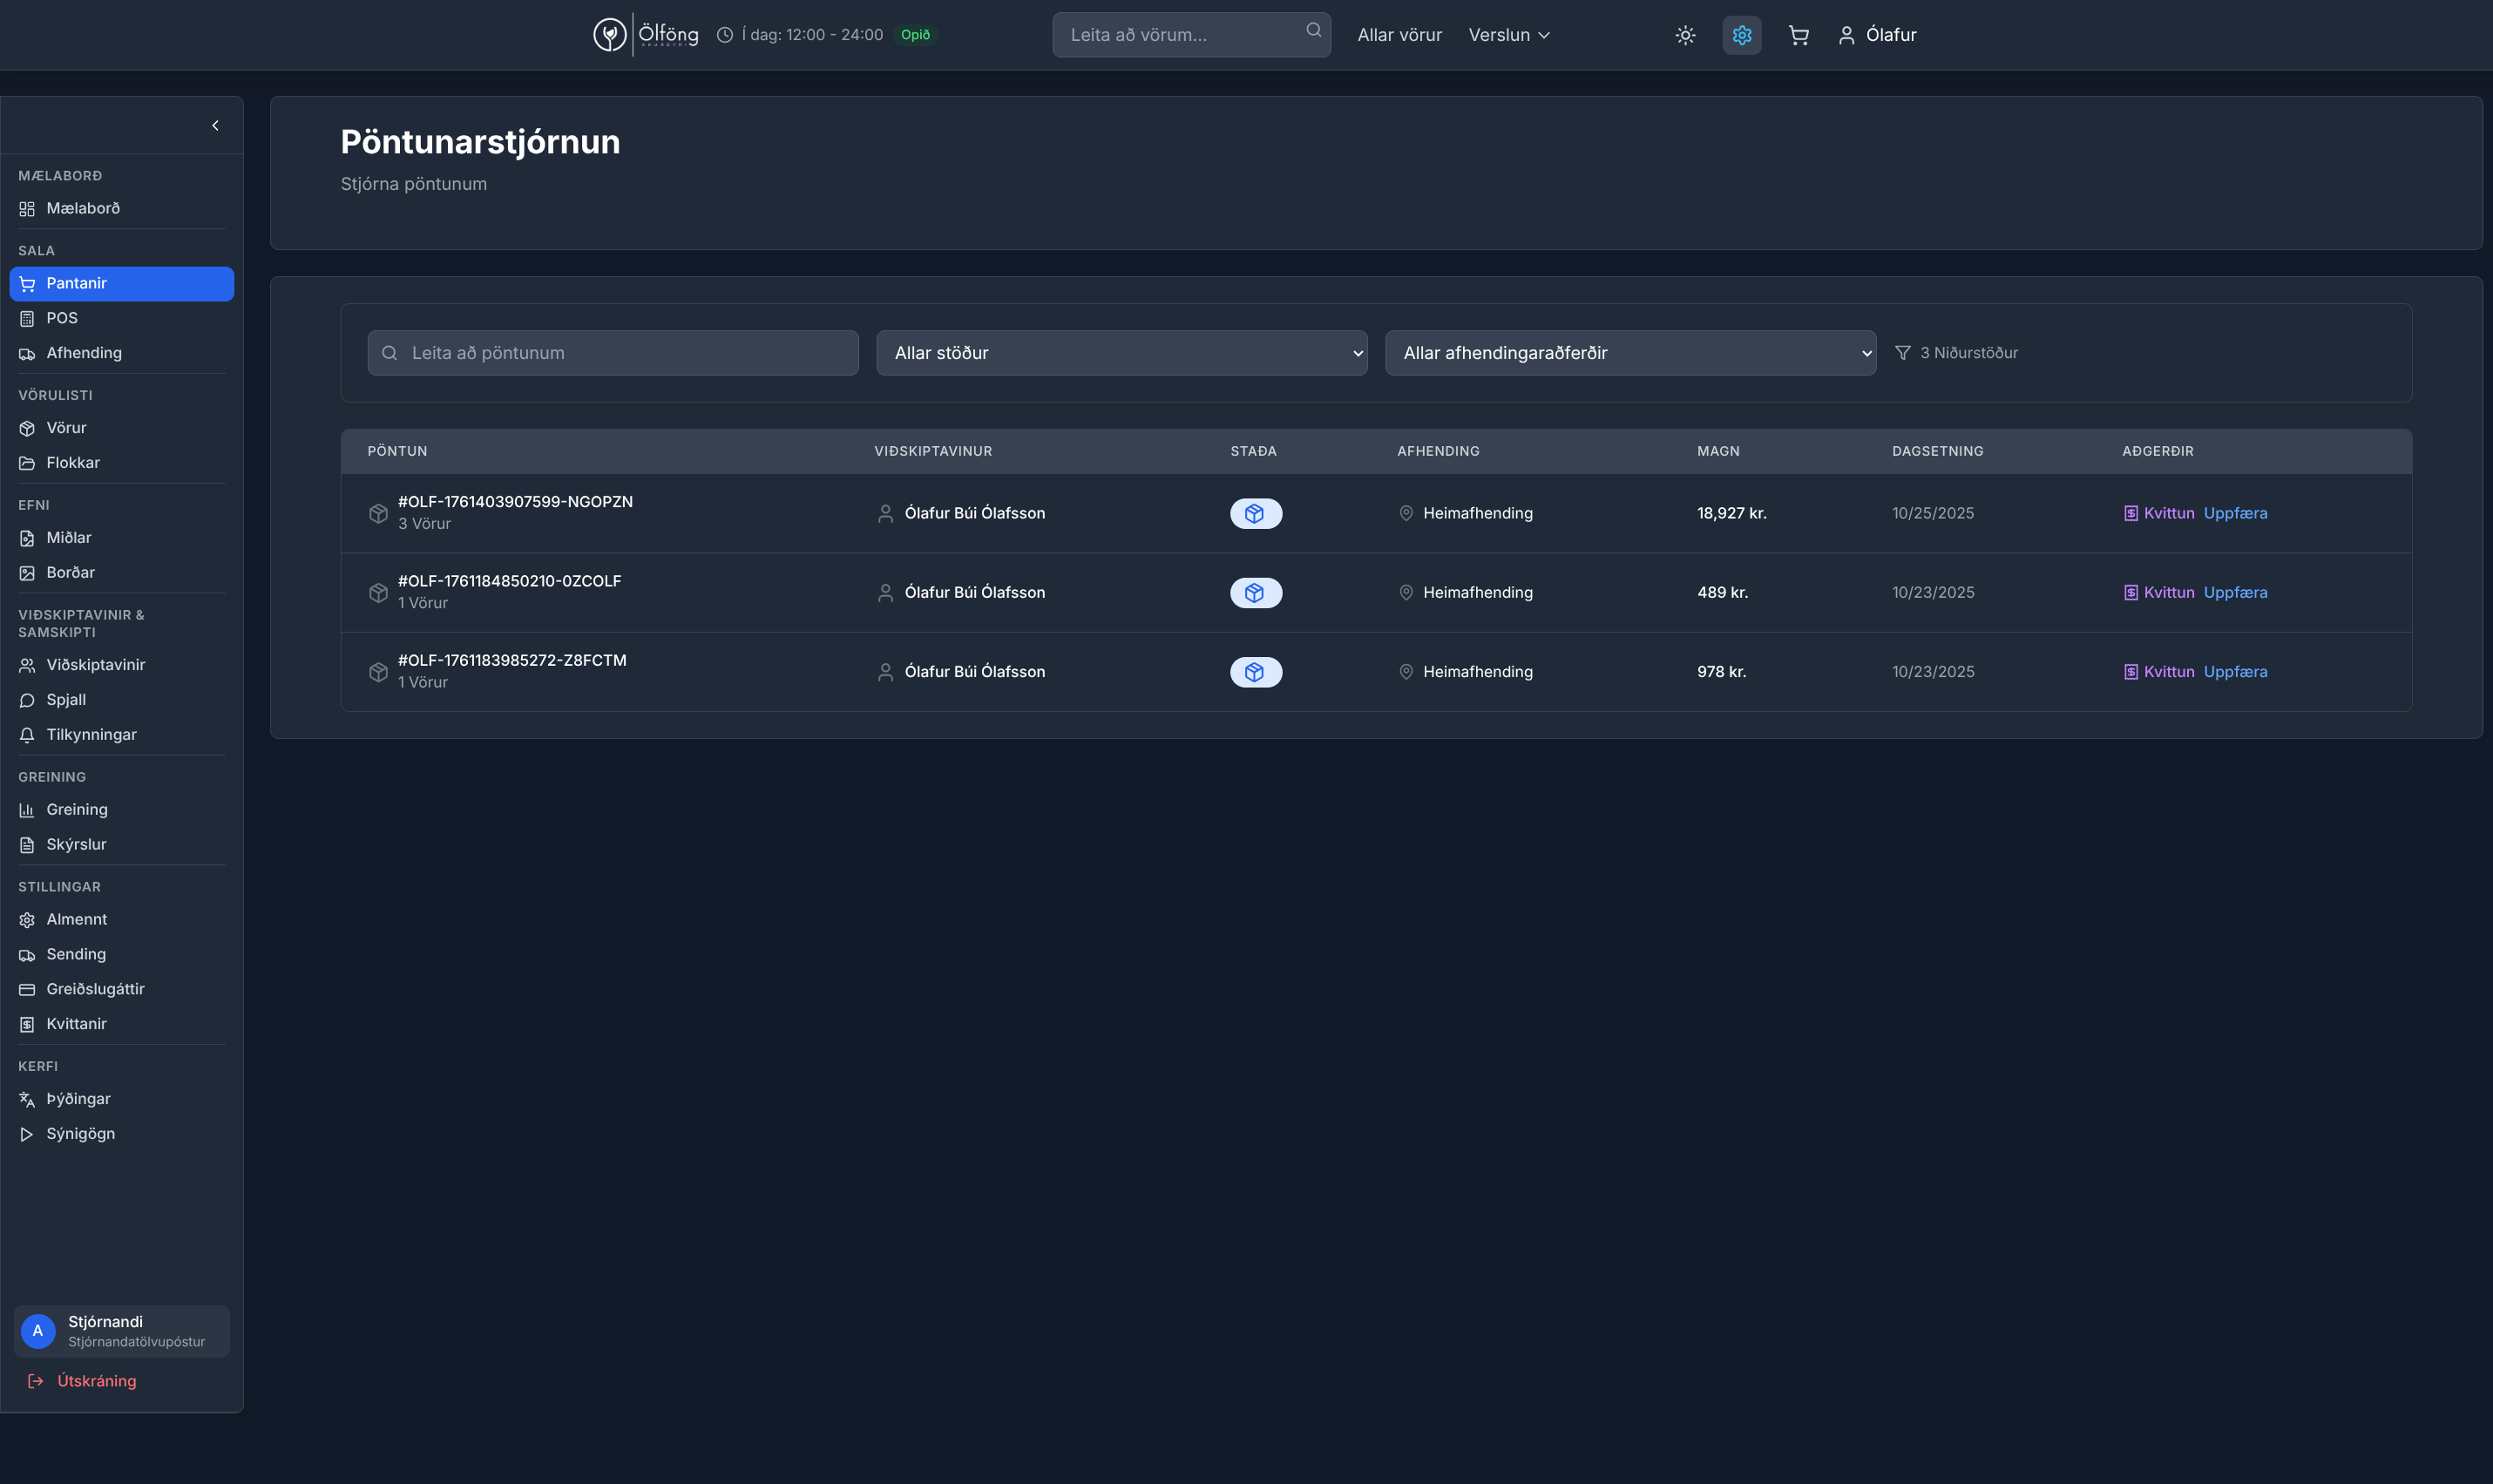 Ölföng
Í dag: 12:00 - 24:00 Opið
Leita að vörum...
Allar vörur
Verslun
Ólafur
MÆLABORÐ
Mælaborð
SALA
Pantanir
POS
Afhending
VÖRULISTI
Vörur
Flokkar
EFNI
Miðlar
Borðar
VIÐSKIPTAVINIR &
SAMSKIPTI
Viðskiptavinir
Spjall
Tilkynningar
GREINING
Greining
Skýrslur
STILLINGAR
Almennt
Sending
Greiðslugáttir
Kvittanir
KERFI
Þýðingar
Sýnigögn
A
Stjórnandi
Stjórnandatölvupóstur
Útskráning
Pöntunarstjórnun
Stjórna pöntunum
Leita að pöntunum
Allar stöður
Allar afhendingaraðferðir
3 Niðurstöður
PÖNTUN VIÐSKIPTAVINUR STAÐA AFHENDING MAGN DAGSETNING AÐGERÐIR
#OLF-1761403907599-NGOPZN
3 Vörur
Ólafur Búi Ólafsson Heimafhending 18,927 kr. 10/25/2025 Kvittun Uppfæra
#OLF-1761184850210-0ZCOLF
1 Vörur
Ólafur Búi Ólafsson Heimafhending 489 kr. 10/23/2025 Kvittun Uppfæra
#OLF-1761183985272-Z8FCTM
1 Vörur
Ólafur Búi Ólafsson Heimafhending 978 kr. 10/23/2025 Kvittun Uppfæra